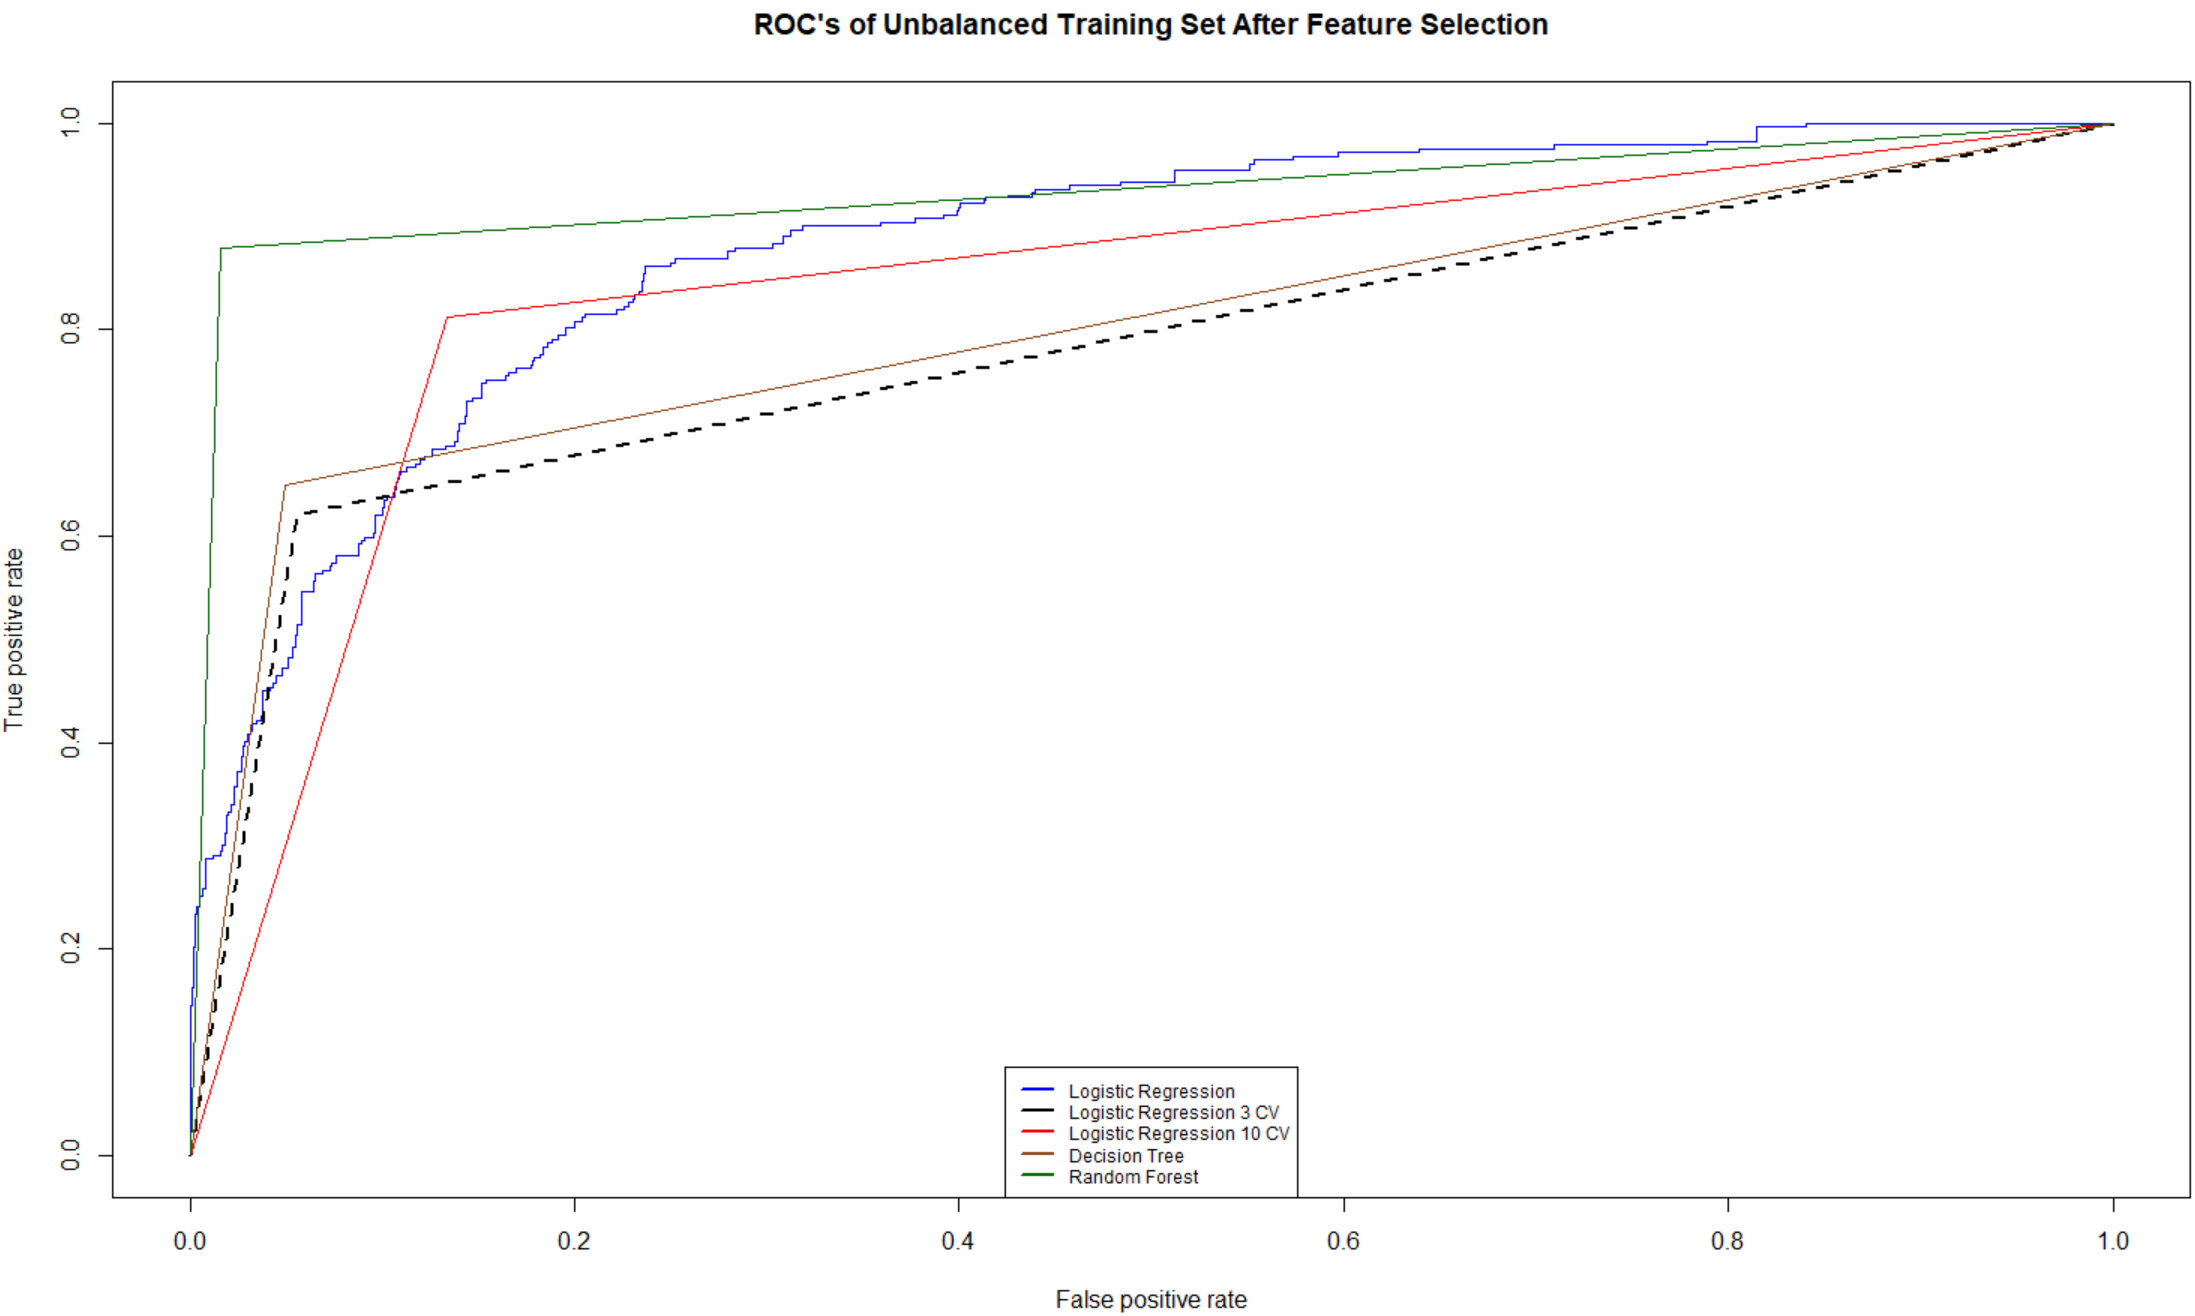 ROC's of Unbalanced Training Set After Feature Selection
True positive rate
1.0
0.8
0.6
0.4
0.2
0.0
Logistic Regression
Logistic Regression 3 CV
Logistic Regression 10 CV
Decision Tree
Random Forest
0.0 0.2 0.4 0.6 0.8 1.0
False positive rate